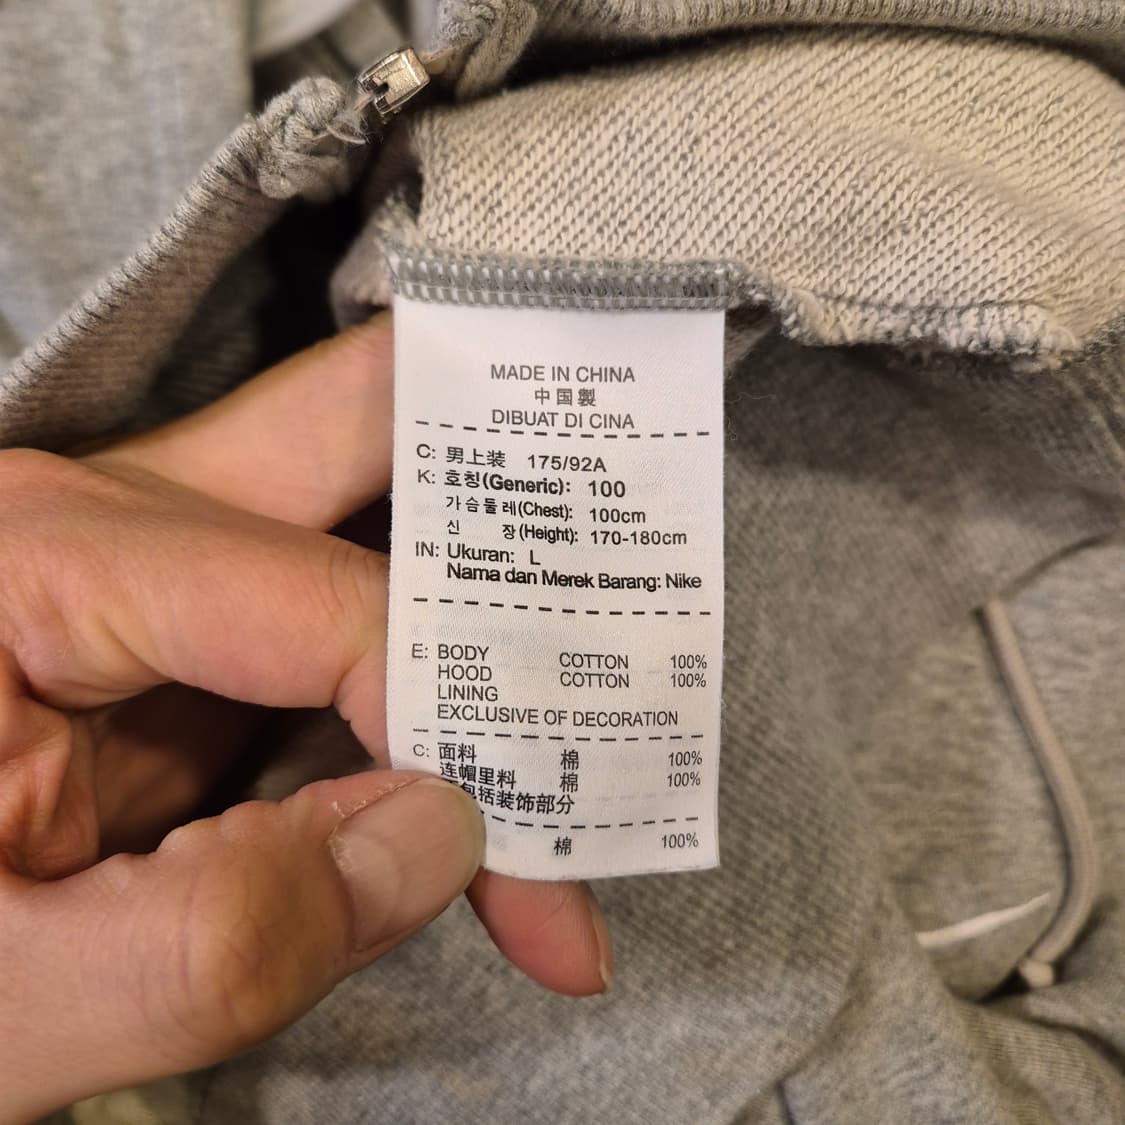 MADE IN CHINA
中国製
DIBUAT DI CINA
C: 男上装 175/92A
K: 호칭(Generic): 100
가슴둘레(Chest): 100cm
신 장(Height): 170-180cm
IN: Ukuran: L
Nama dan Merek Barang: Nike
E: BODY COTTON 100%
HOOD COTTON 100%
LINING
EXCLUSIVE OF DECORATION
C: 面料 棉 100%
连帽里料 棉 100%
包括装饰部分
棉 100%